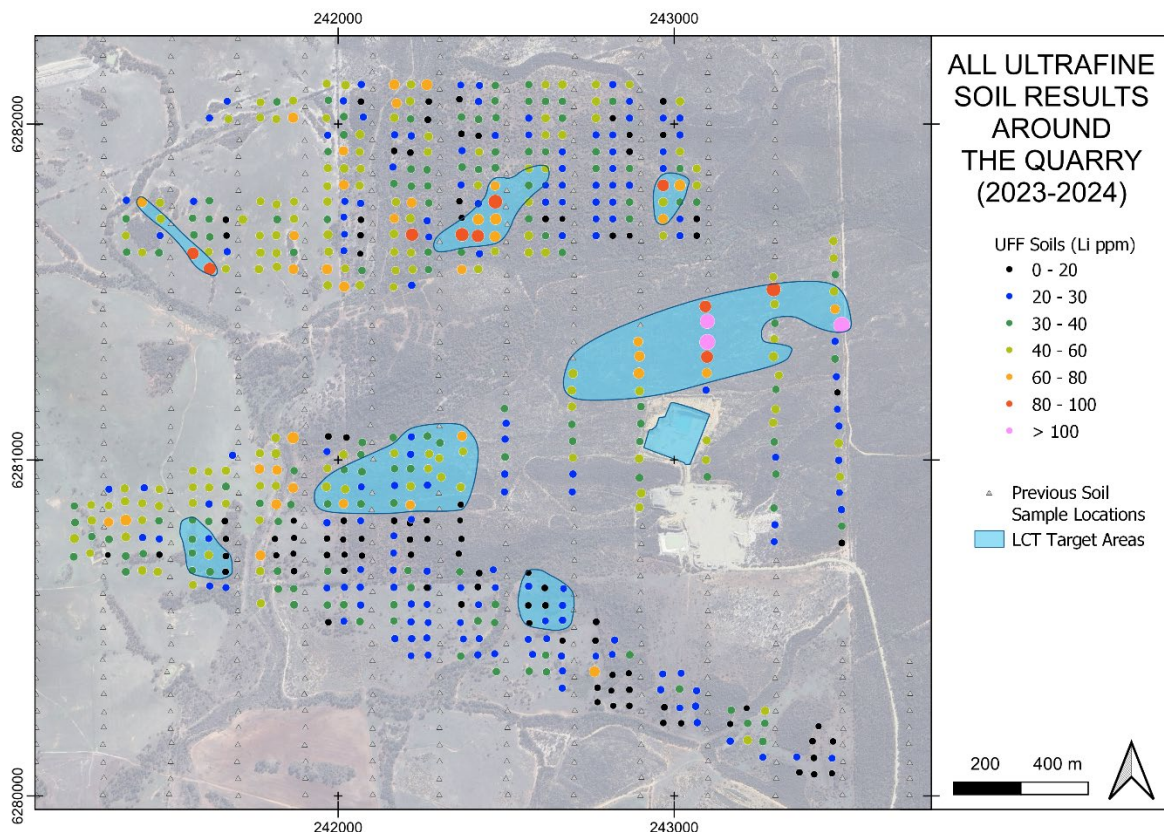 242000
243000
6282000
6281000
6280000
242000
243000
ALL ULTRAFINE
SOIL RESULTS
AROUND
THE QUARRY
(2023-2024)
UFF Soils (Li ppm)
0 - 20
20 - 30
30 - 40
40 - 60
60 - 80
80 - 100
> 100
Previous Soil
Sample Locations
LCT Target Areas
200 400 m